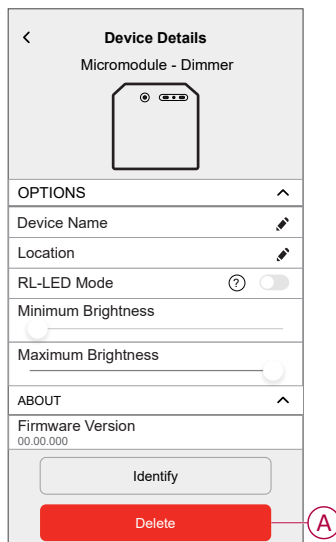 Device Details
Micromodule - Dimmer
OPTIONS
Device Name
Location
RL-LED Mode ?
Minimum Brightness
Maximum Brightness
ABOUT
Firmware Version
00.00.000
Identify
Delete
A